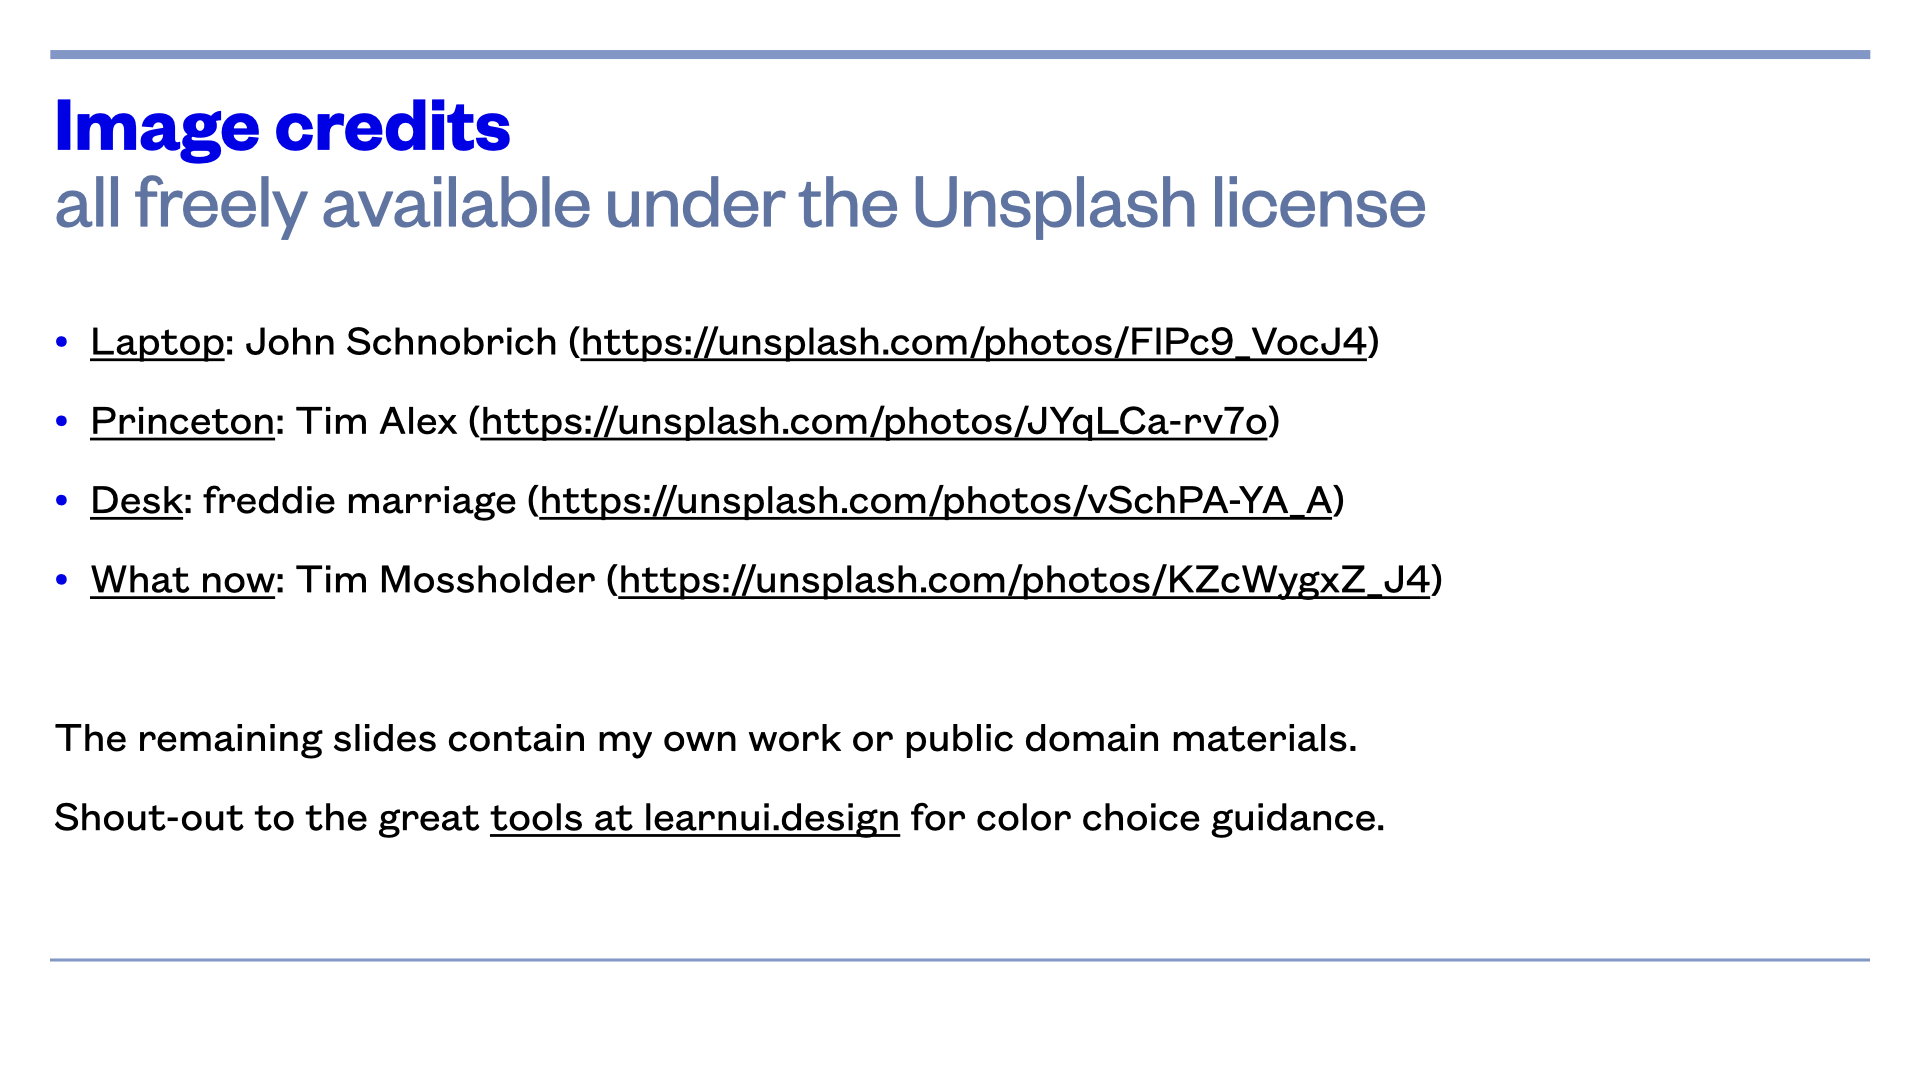 Image credits
all freely available under the Unsplash license
• Laptop: John Schnobrich (https://unsplash.com/photos/FlPc9_VocJ4)
• Princeton: Tim Alex (https://unsplash.com/photos/JYqLCa-rv7o)
• Desk: freddie marriage (https://unsplash.com/photos/vSchPA-YA_A)
• What now: Tim Mossholder (https://unsplash.com/photos/KZcWygxZ_J4)
The remaining slides contain my own work or public domain materials.
Shout-out to the great tools at learnui.design for color choice guidance.